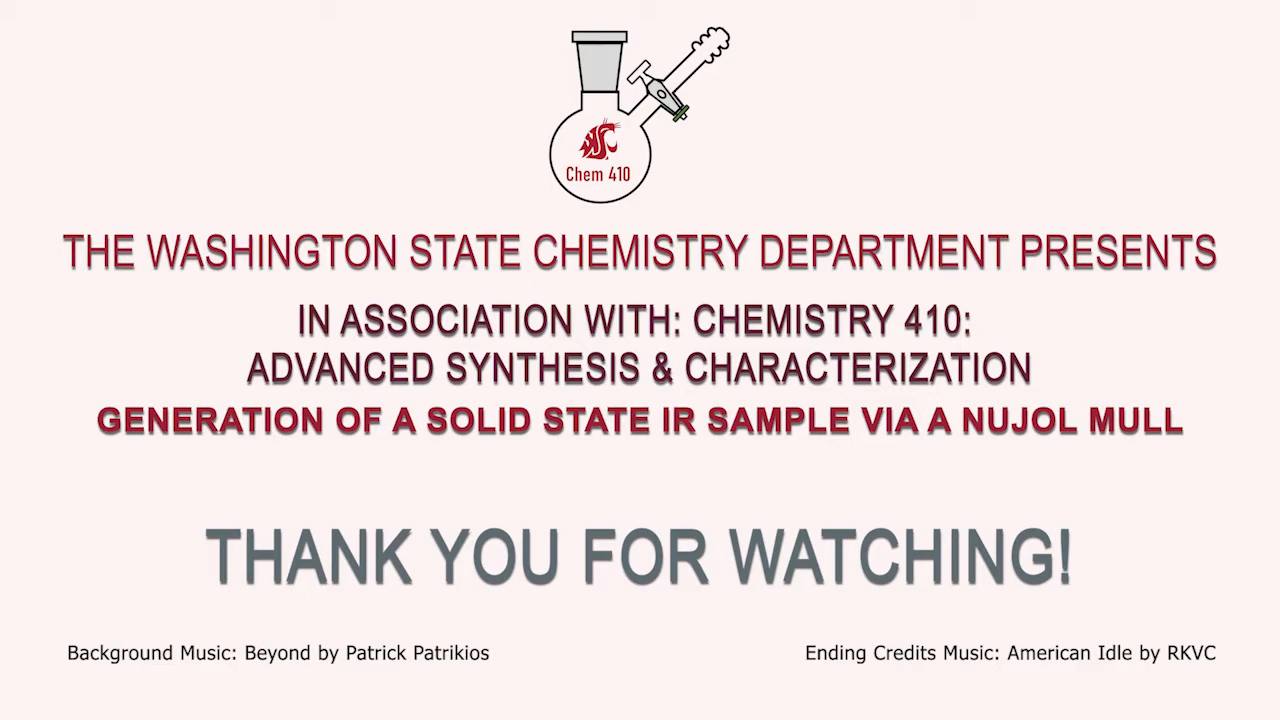 Chem 410
THE WASHINGTON STATE CHEMISTRY DEPARTMENT PRESENTS
IN ASSOCIATION WITH: CHEMISTRY 410:
ADVANCED SYNTHESIS & CHARACTERIZATION
GENERATION OF A SOLID STATE IR SAMPLE VIA A NUJOL MULL
THANK YOU FOR WATCHING!
Background Music: Beyond by Patrick Patrikios
Ending Credits Music: American Idle by RKVC